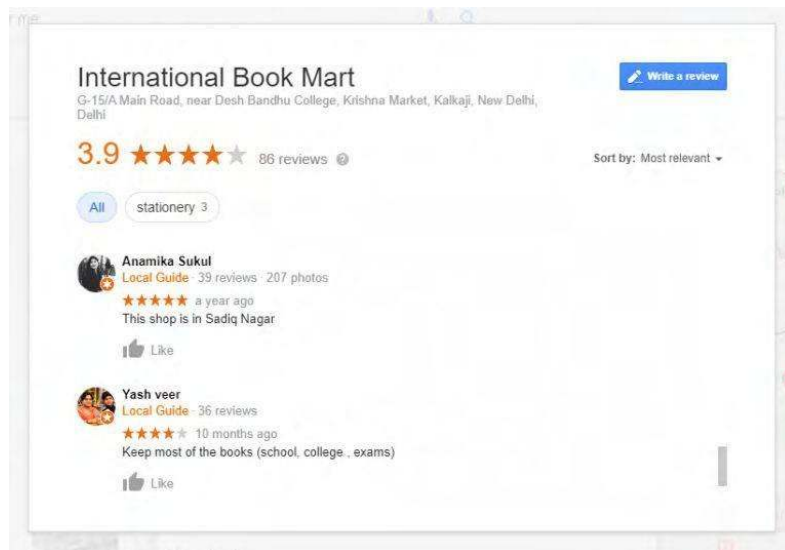 International Book Mart
Write a review
G-15/A Main Road, near Desh Bandhu College, Krishna Market, Kalkaji, New Delhi,
Delhi
3.9 86 reviews
Sort by: Most relevant
All stationery 3
Anamika Sukul
Local Guide · 39 reviews · 207 photos
a year ago
This shop is in Sadiq Nagar
Like
Yash veer
Local Guide · 36 reviews
10 months ago
Keep most of the books (school, college , exams)
Like